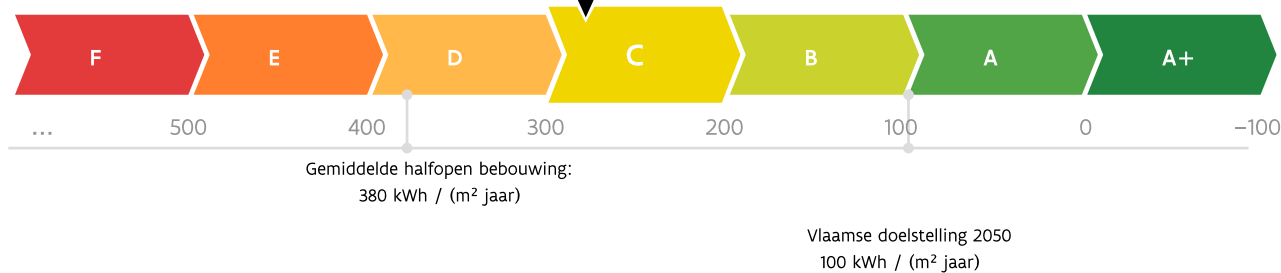 F E D C B A A+
... 500 400 300 200 100 0 −100
Gemiddelde halfopen bebouwing:
380 kWh / (m² jaar)
Vlaamse doelstelling 2050
100 kWh / (m² jaar)